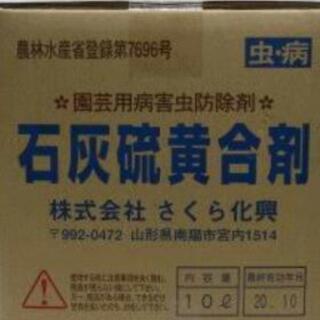 農林水産省登録第7696号
虫・病
☆園芸用病害虫防除剤☆
石灰硫黄合剤
株式会社 さくら化興
〒992-0472 山形県南陽市宮内1514
内容量
最終有効年月
10ℓ
20.10